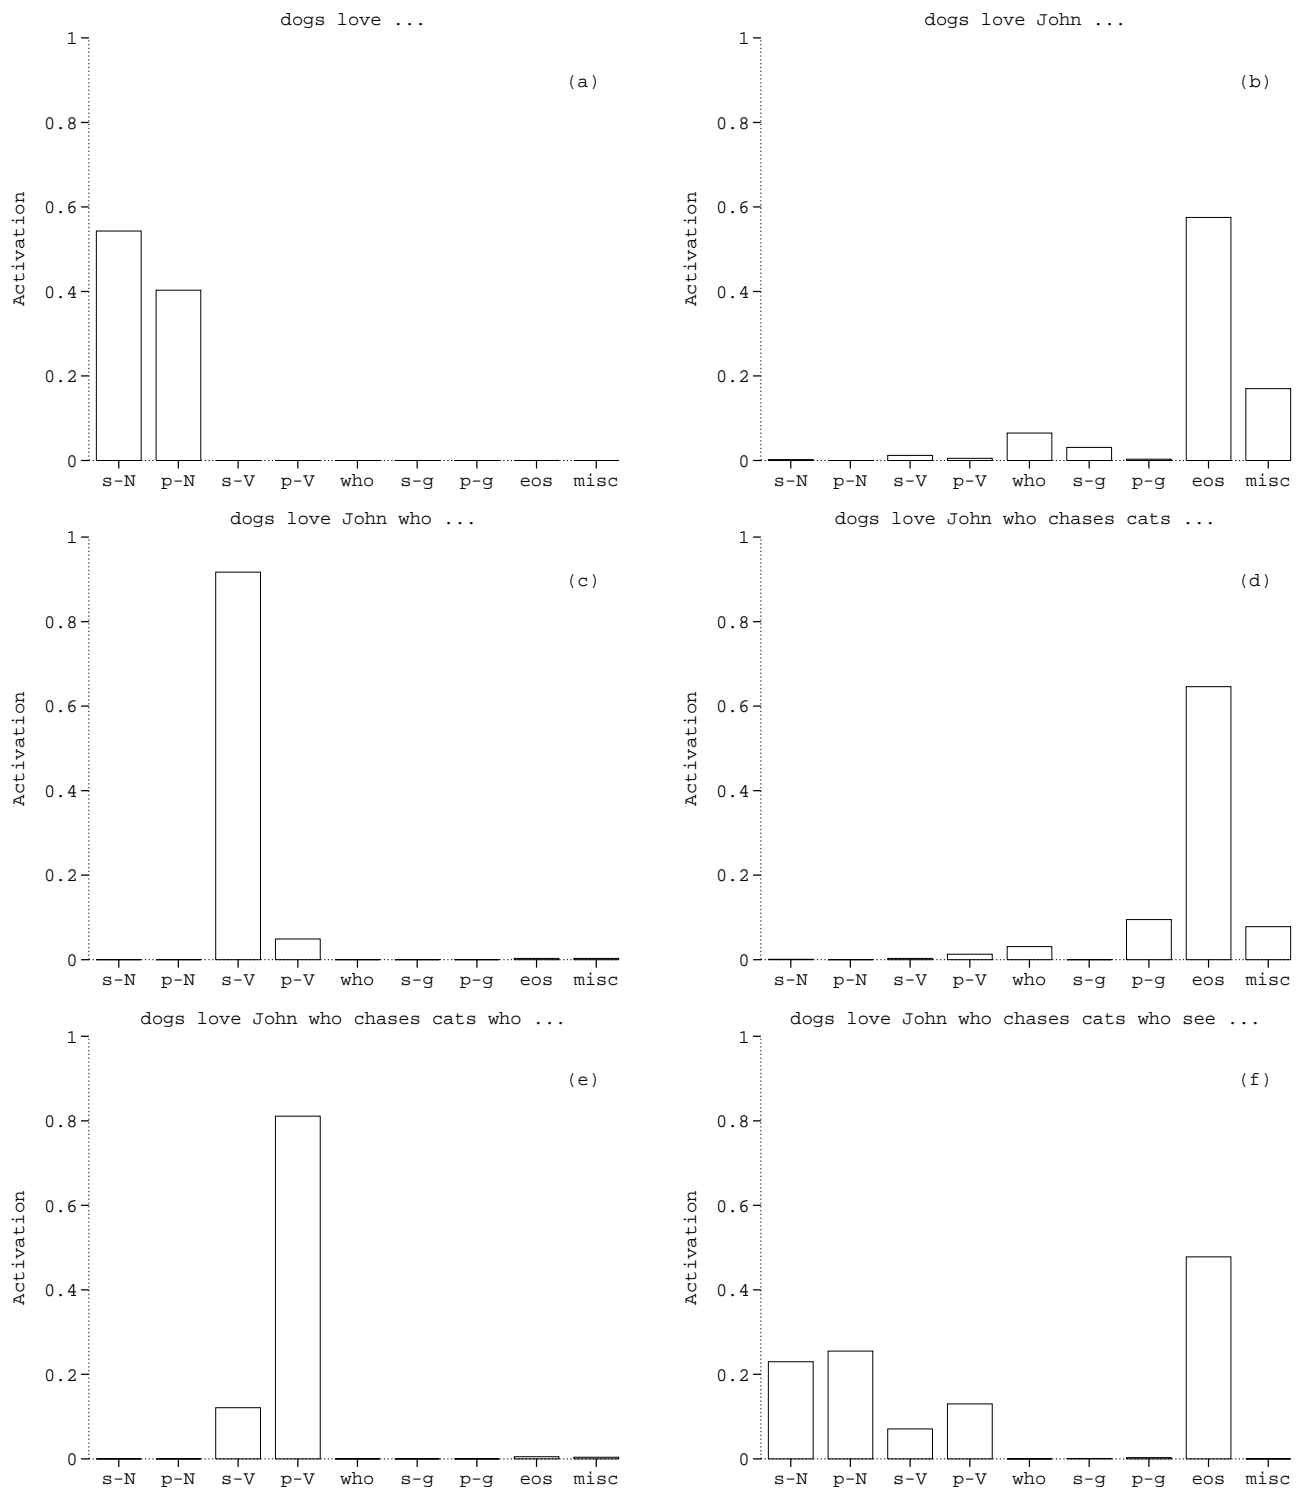 dogs love ...
(a)
1
0.8
0.6
0.4
0.2
0
Activation
s-N p-N s-V p-V who s-g p-g eos misc
dogs love John ...
(b)
1
0.8
0.6
0.4
0.2
0
Activation
s-N p-N s-V p-V who s-g p-g eos misc
dogs love John who ...
(c)
1
0.8
0.6
0.4
0.2
0
Activation
s-N p-N s-V p-V who s-g p-g eos misc
dogs love John who chases cats ...
(d)
1
0.8
0.6
0.4
0.2
0
Activation
s-N p-N s-V p-V who s-g p-g eos misc
dogs love John who chases cats who ...
(e)
1
0.8
0.6
0.4
0.2
0
Activation
s-N p-N s-V p-V who s-g p-g eos misc
dogs love John who chases cats who see ...
(f)
1
0.8
0.6
0.4
0.2
0
Activation
s-N p-N s-V p-V who s-g p-g eos misc